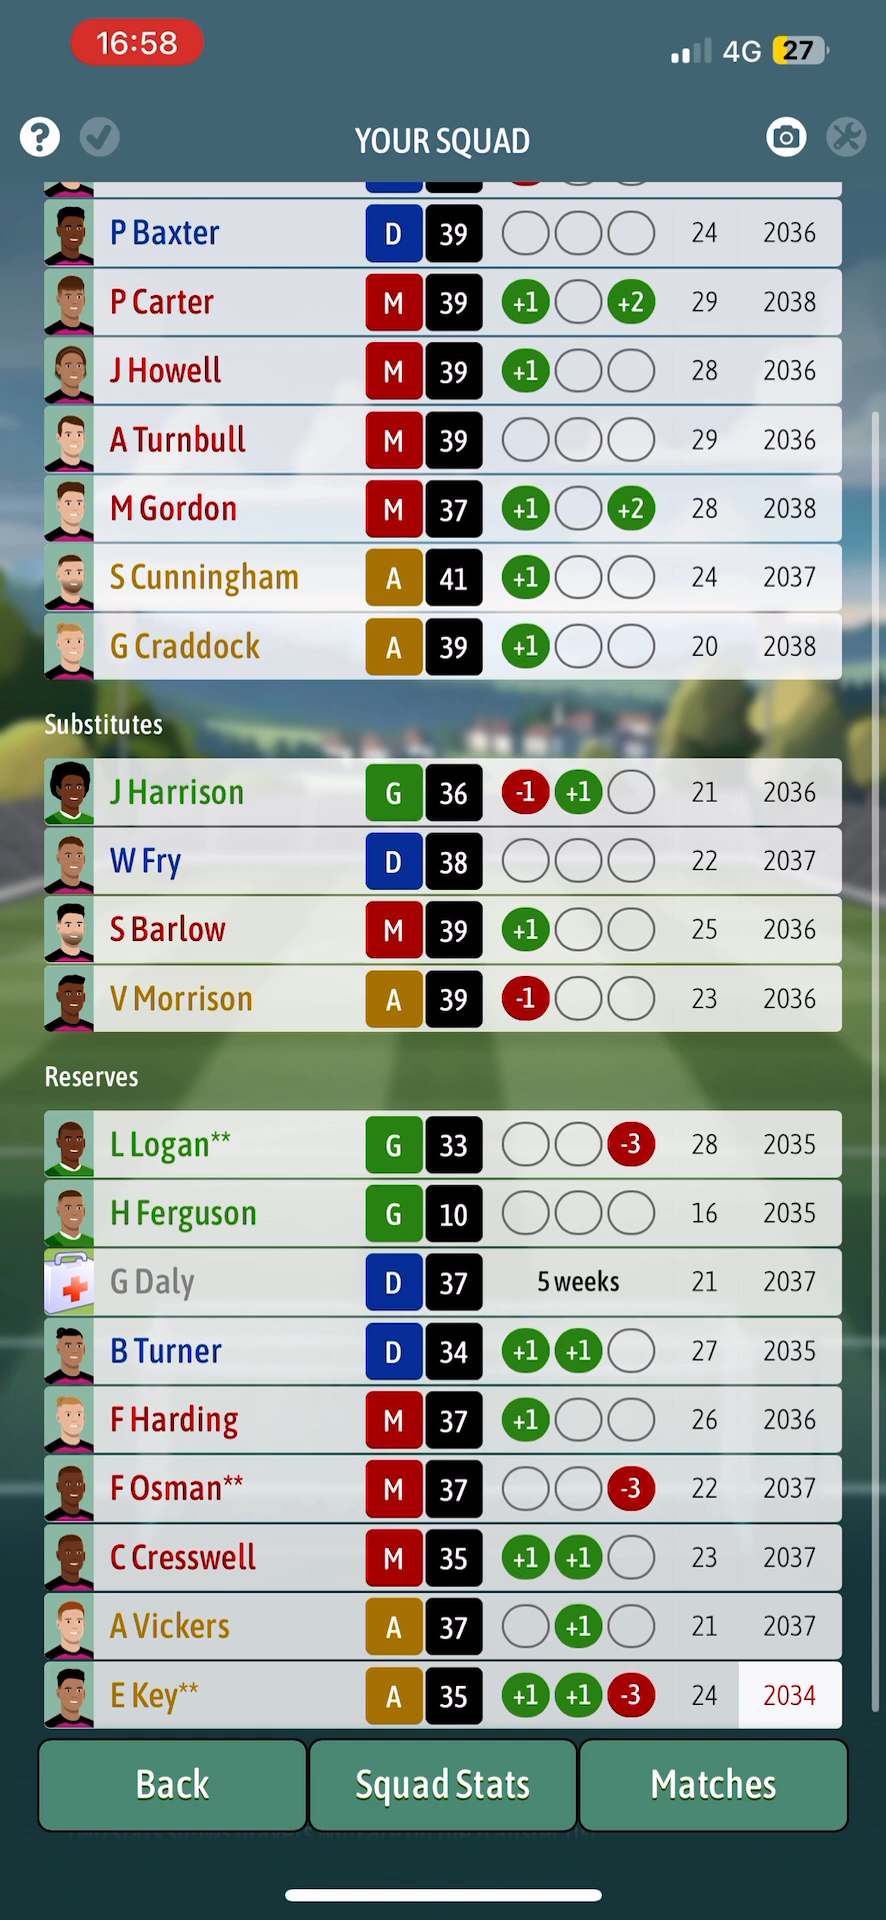 16:58 4G 27
? YOUR SQUAD
P Baxter D 39 24 2036
P Carter M 39 +1 +2 29 2038
J Howell M 39 +1 28 2036
A Turnbull M 39 29 2036
M Gordon M 37 +1 +2 28 2038
S Cunningham A 41 +1 24 2037
G Craddock A 39 +1 20 2038
Substitutes
J Harrison G 36 -1 +1 21 2036
W Fry D 38 22 2037
S Barlow M 39 +1 25 2036
V Morrison A 39 -1 23 2036
Reserves
L Logan** G 33 -3 28 2035
H Ferguson G 10 16 2035
G Daly D 37 5 weeks 21 2037
B Turner D 34 +1 +1 27 2035
F Harding M 37 +1 26 2036
F Osman** M 37 -3 22 2037
C Cresswell M 35 +1 +1 23 2037
A Vickers A 37 +1 21 2037
E Key** A 35 +1 +1 -3 24 2034
Back Squad Stats Matches